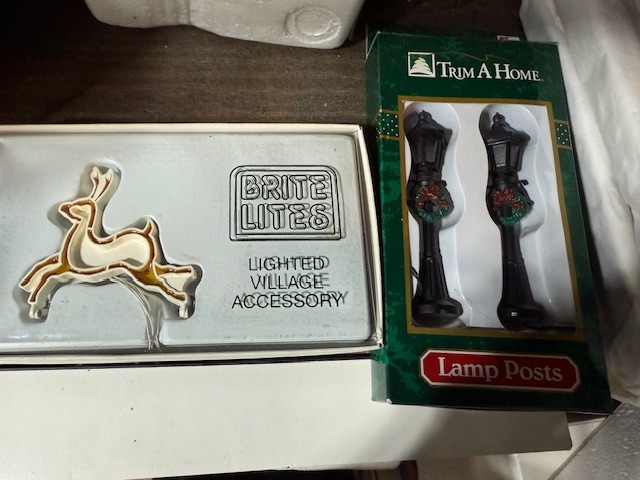 BRITE
LITES
LIGHTED
VILLAGE
ACCESSORY
TRIM A HOME
Lamp Posts